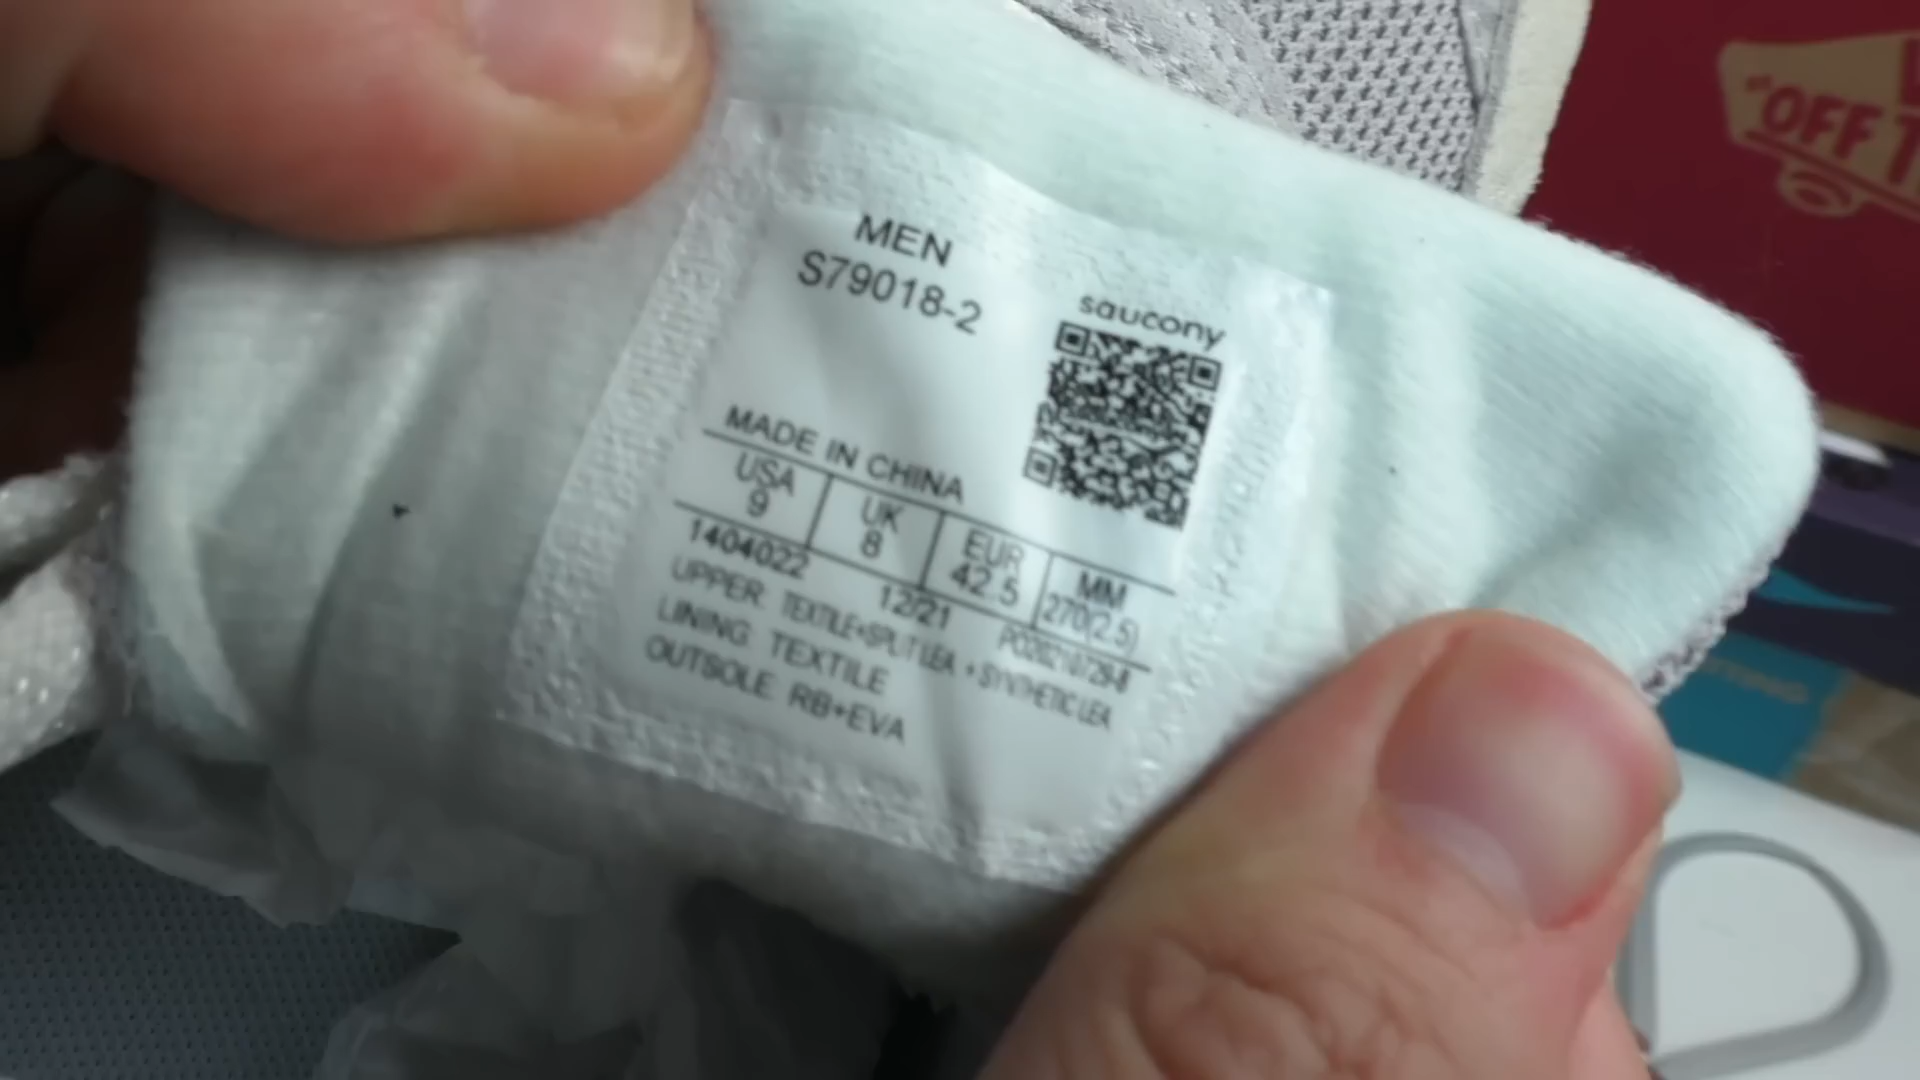 MEN
S79018-2
saucony
MADE IN CHINA
USA UK EUR MM
9 8 42.5 270(2.5)
1404022 12/21
UPPER: TEXTILE+SPLIT LEA + SYNTHETIC LEA
LINING: TEXTILE
OUTSOLE: RB+EVA
OFF